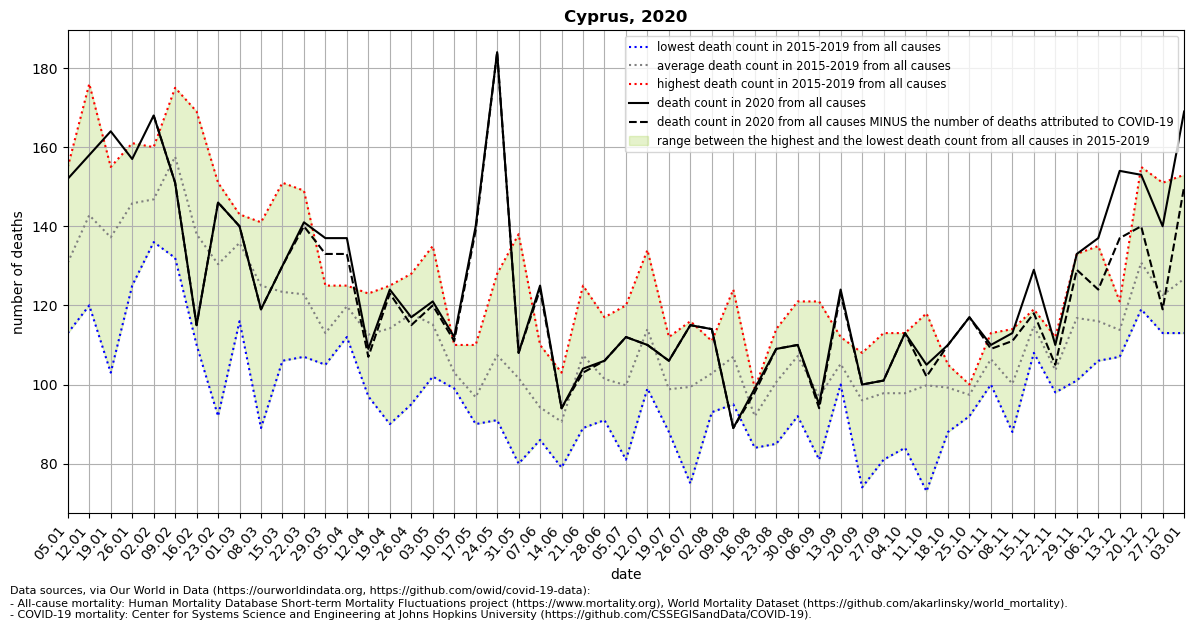 Cyprus, 2020
lowest death count in 2015-2019 from all causes
average death count in 2015-2019 from all causes
highest death count in 2015-2019 from all causes
death count in 2020 from all causes
death count in 2020 from all causes MINUS the number of deaths attributed to COVID-19
range between the highest and the lowest death count from all causes in 2015-2019
number of deaths
180
160
140
120
100
80
05.01 12.01 19.01 26.01 02.02 09.02 16.02 23.02 01.03 08.03 15.03 22.03 29.03 05.04 12.04 19.04 26.04 03.05 10.05 17.05 24.05 31.05 07.06 14.06 21.06 28.06 05.07 12.07 19.07 26.07 02.08 09.08 16.08 23.08 30.08 06.09 13.09 20.09 27.09 04.10 11.10 18.10 25.10 01.11 08.11 15.11 22.11 29.11 06.12 13.12 20.12 27.12 03.01
date
Data sources, via Our World in Data (https://ourworldindata.org, https://github.com/owid/covid-19-data):
- All-cause mortality: Human Mortality Database Short-term Mortality Fluctuations project (https://www.mortality.org), World Mortality Dataset (https://github.com/akarlinsky/world_mortality).
- COVID-19 mortality: Center for Systems Science and Engineering at Johns Hopkins University (https://github.com/CSSEGISandData/COVID-19).